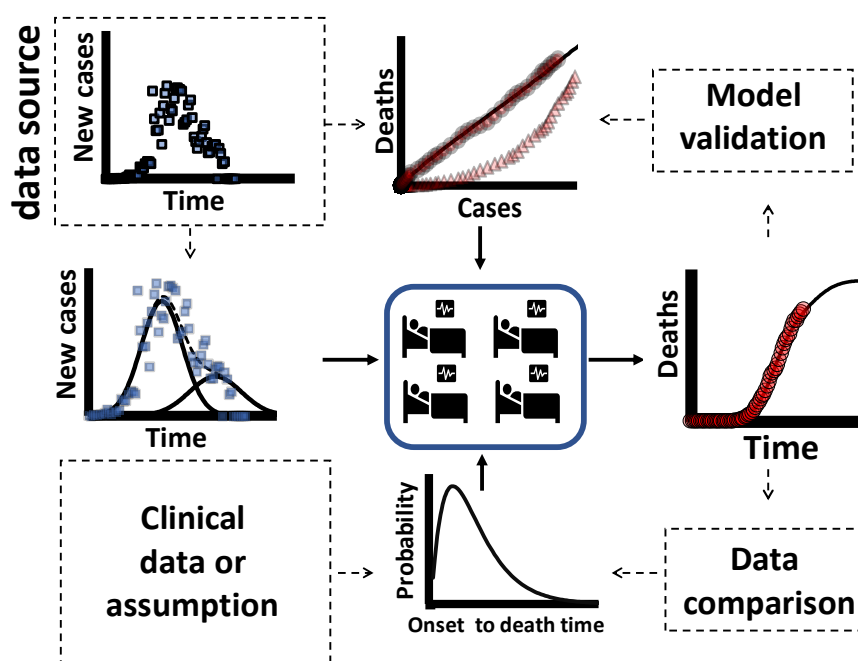 data source
New cases
Time
Deaths
Cases
Model
validation
New cases
Time
Deaths
Time
Clinical
data or
assumption
Probability
Onset to death time
Data
comparison